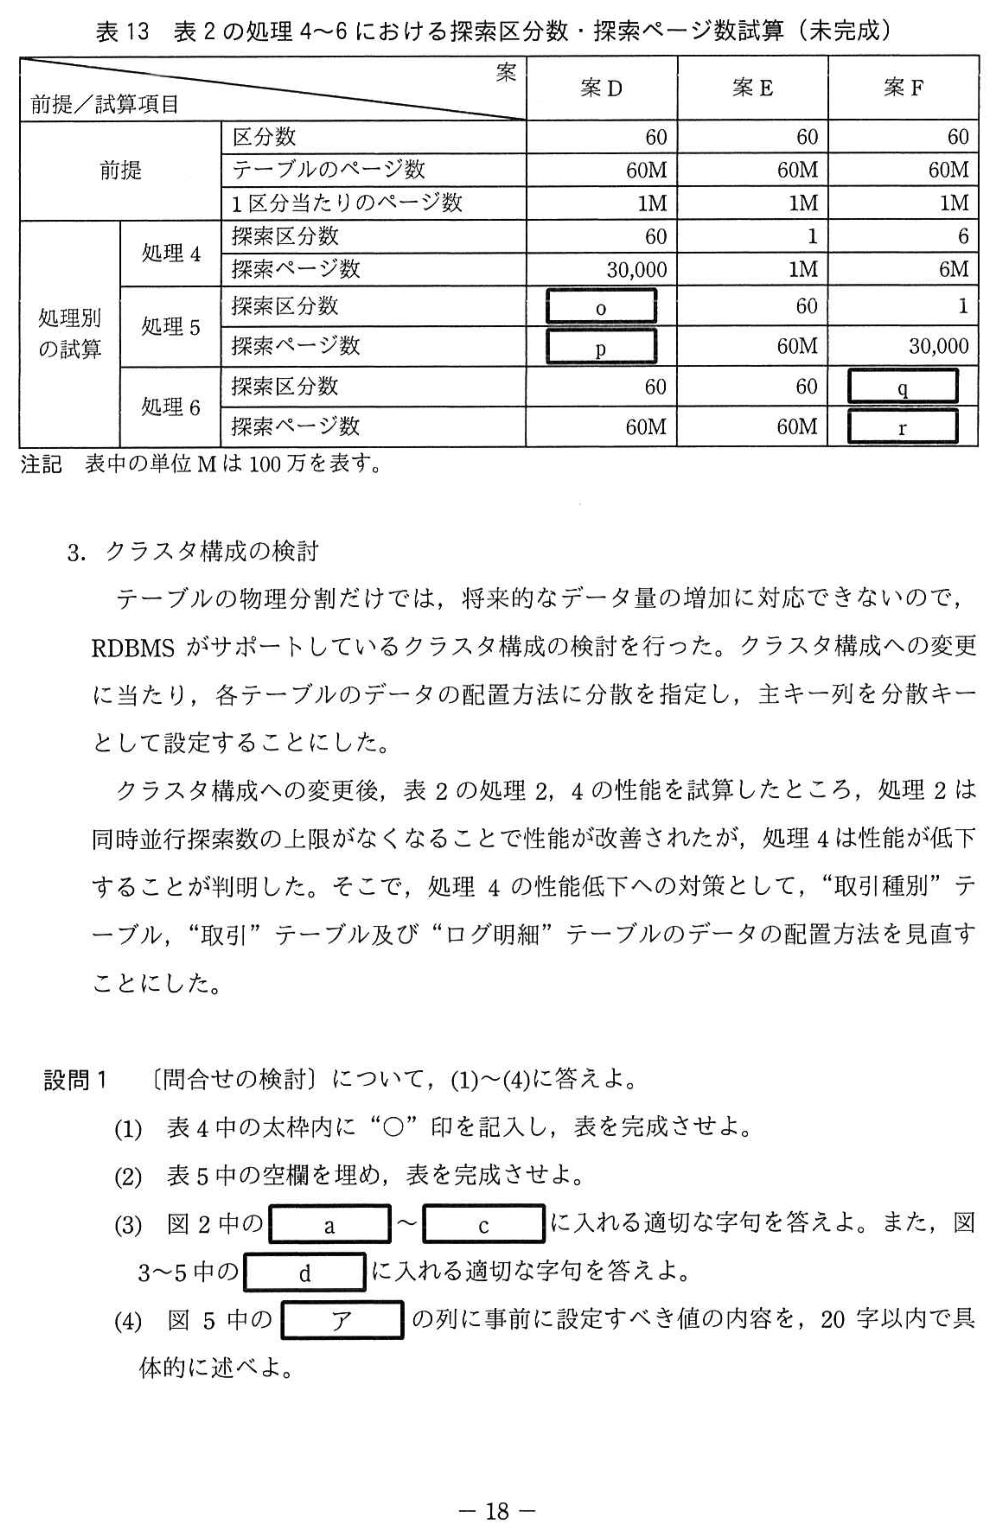 表 13 表 2 の処理 4～6 における探索区分数・探索ページ数試算（未完成）
案
前提／試算項目
案 D
案 E
案 F
前提
区分数 60 60 60
テーブルのページ数 60M 60M 60M
1 区分当たりのページ数 1M 1M 1M
処理別の試算
処理 4
探索区分数 60 1 6
探索ページ数 30,000 1M 6M
処理 5
探索区分数 o 60 1
探索ページ数 p 60M 30,000
処理 6
探索区分数 60 60 q
探索ページ数 60M 60M r
注記 表中の単位 M は 100 万を表す。
3. クラスタ構成の検討
テーブルの物理分割だけでは，将来的なデータ量の増加に対応できないので，
RDBMS がサポートしているクラスタ構成の検討を行った。クラスタ構成への変更
に当たり，各テーブルのデータの配置方法に分散を指定し，主キー列を分散キー
として設定することにした。
クラスタ構成への変更後，表 2 の処理 2，4 の性能を試算したところ，処理 2 は
同時並行探索数の上限がなくなることで性能が改善されたが，処理 4 は性能が低下
することが判明した。そこで，処理 4 の性能低下への対策として，“取引種別” テ
ーブル，“取引” テーブル及び “ログ明細” テーブルのデータの配置方法を見直す
ことにした。
設問 1 〔問合せの検討〕について，(1)～(4)に答えよ。
(1) 表 4 中の太枠内に “○” 印を記入し，表を完成させよ。
(2) 表 5 中の空欄を埋め，表を完成させよ。
(3) 図 2 中の a ～ c に入れる適切な字句を答えよ。また，図
3～5 中の d に入れる適切な字句を答えよ。
(4) 図 5 中の ア の列に事前に設定すべき値の内容を，20 字以内で具
体的に述べよ。
－ 18 －